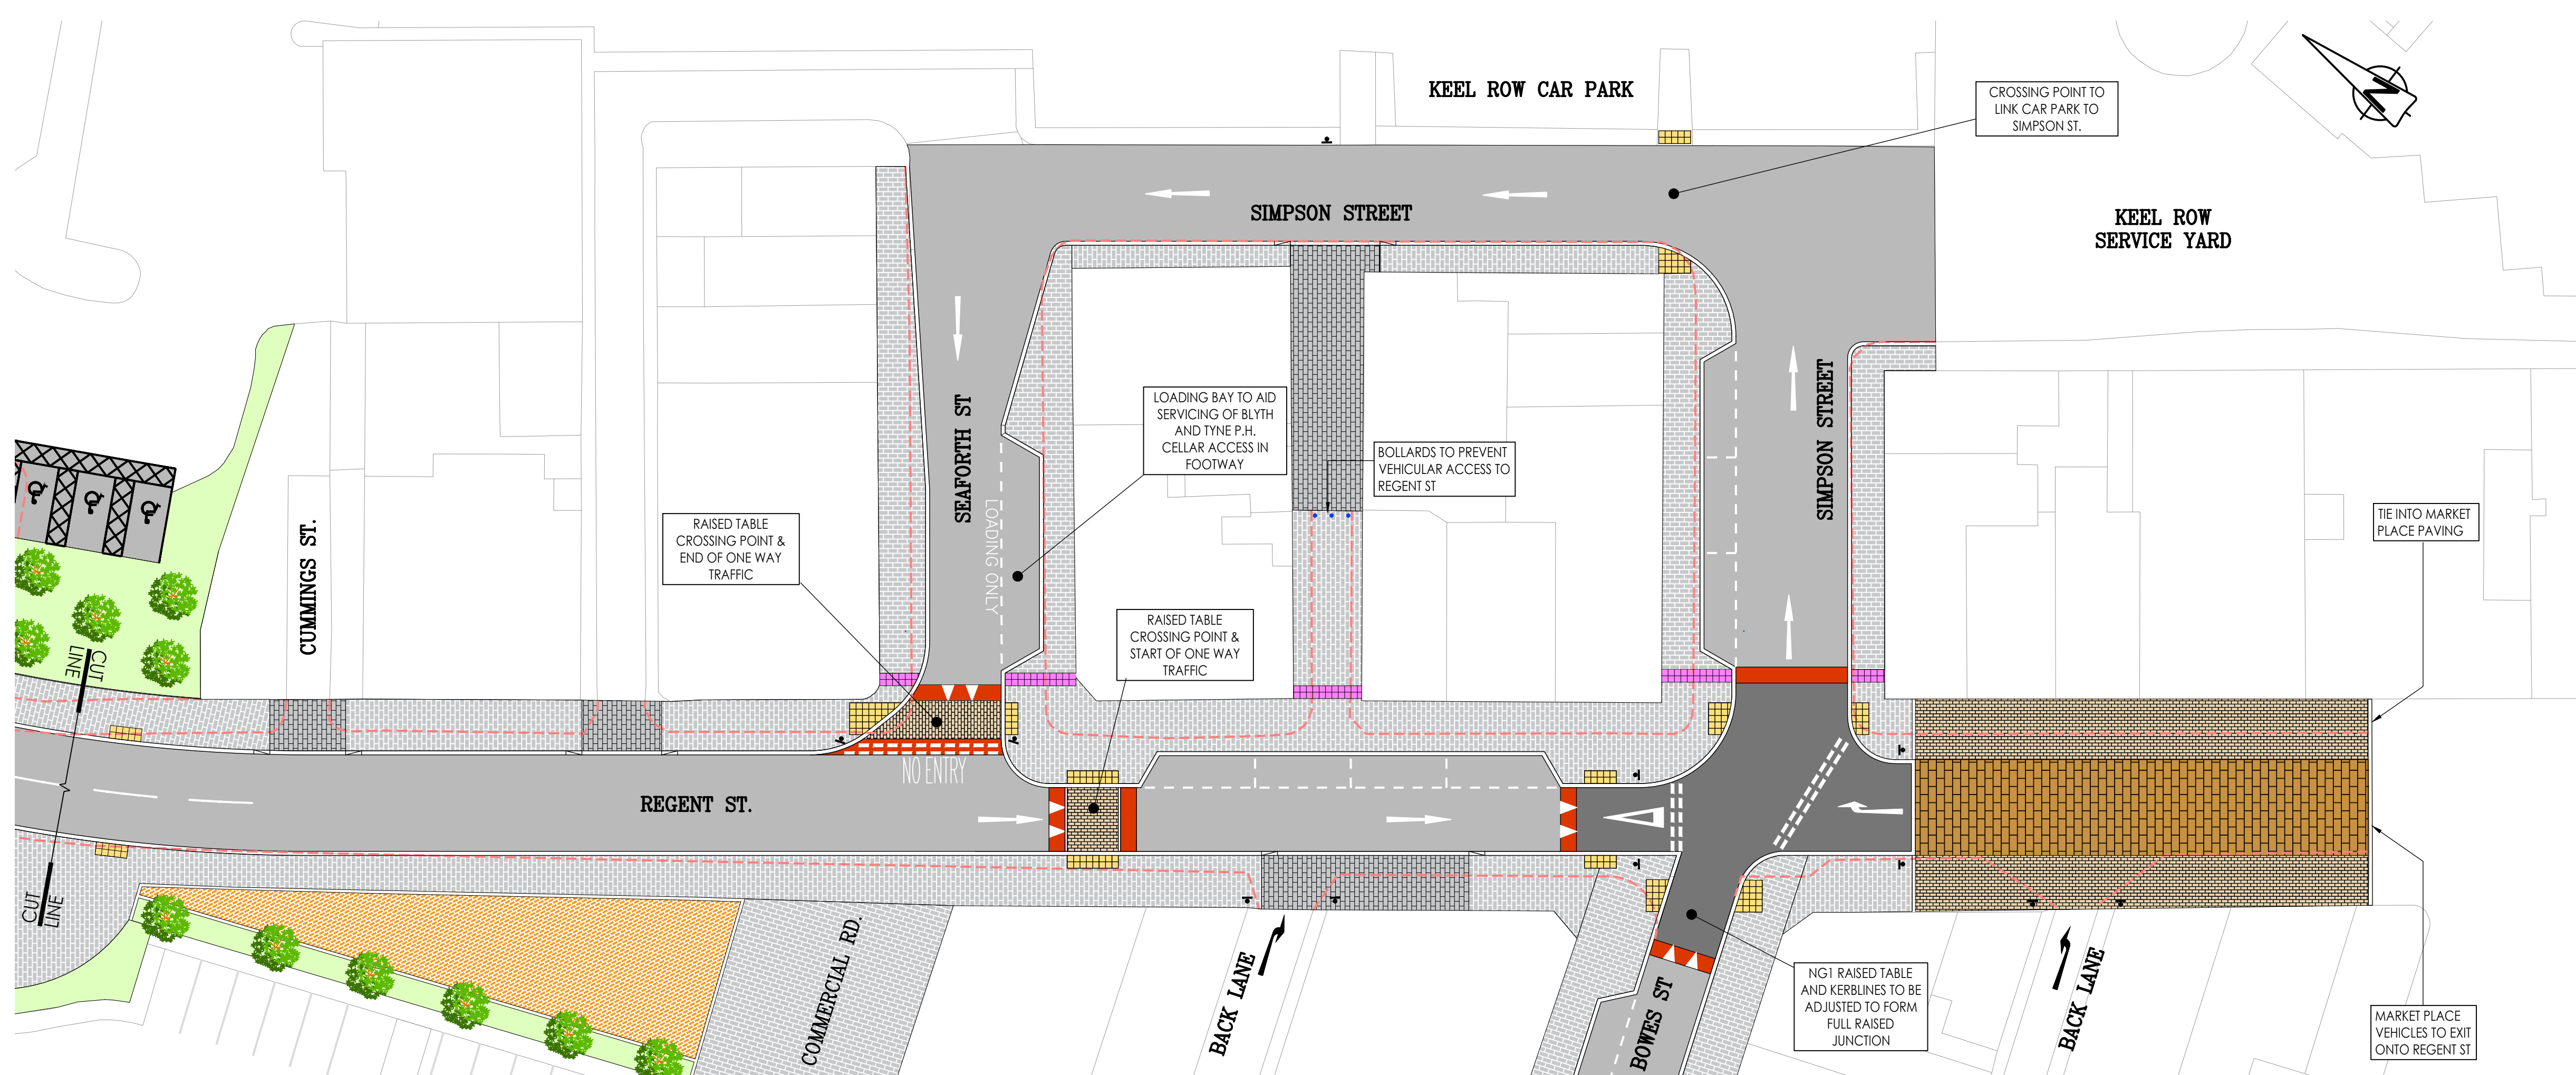 KEEL ROW CAR PARK
CROSSING POINT TO
LINK CAR PARK TO
SIMPSON ST.
N
SIMPSON STREET
KEEL ROW
SERVICE YARD
SEAFORTH ST
LOADING BAY TO AID
SERVICING OF BLYTH
AND TYNE P.H.
CELLAR ACCESS IN
FOOTWAY
BOLLARDS TO PREVENT
VEHICULAR ACCESS TO
REGENT ST
SIMPSON STREET
LOADING ONLY
RAISED TABLE
CROSSING POINT &
END OF ONE WAY
TRAFFIC
CUMMINGS ST.
TIE INTO MARKET
PLACE PAVING
RAISED TABLE
CROSSING POINT &
START OF ONE WAY
TRAFFIC
CUT
LINE
NO ENTRY
REGENT ST.
CUT
LINE
COMMERCIAL RD.
BACK LANE
BOWES ST
NG1 RAISED TABLE
AND KERBLINES TO BE
ADJUSTED TO FORM
FULL RAISED
JUNCTION
BACK LANE
MARKET PLACE
VEHICLES TO EXIT
ONTO REGENT ST